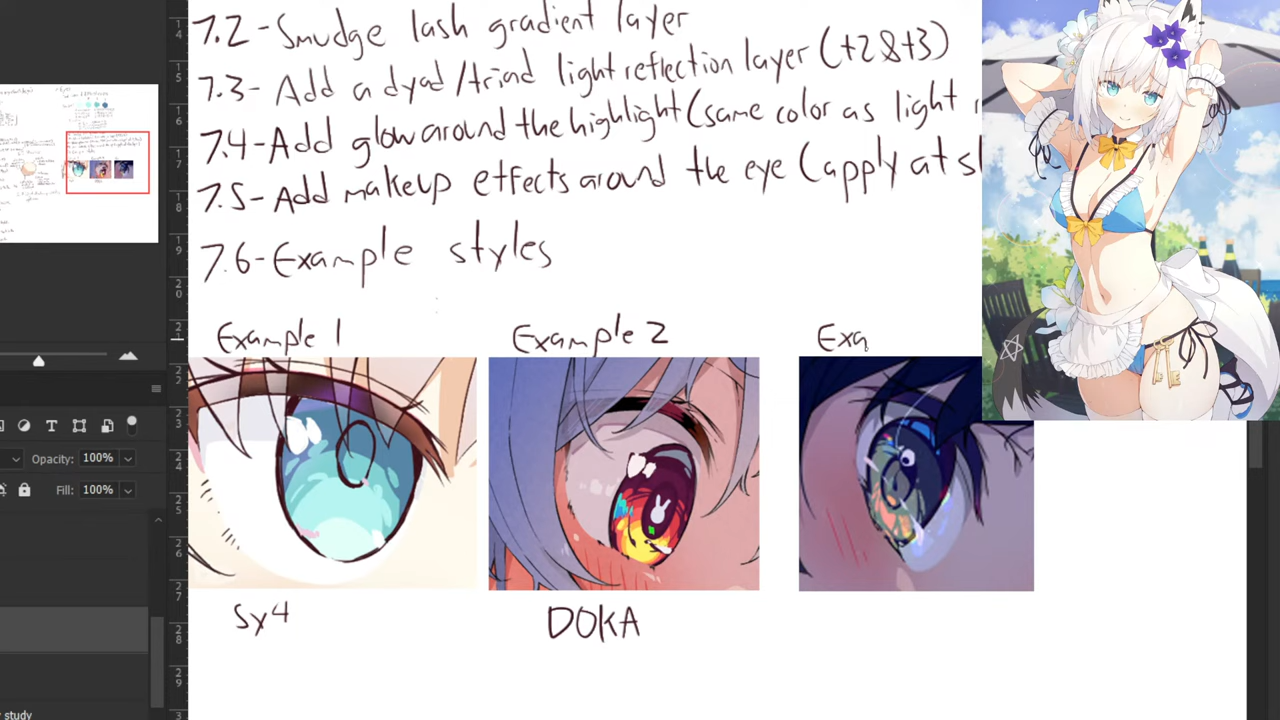 7.2-Smudge lash gradient layer
7.3- Add a dyad/triad light reflection layer (+2&+3)
7.4-Add glow around the highlight(same color as light
7.5-Add makeup effects around the eye (apply at
7.6-Example styles
Example 1
Example 2
Exa
Sy4
DOKA
Opacity: 100%
Fill: 100%
study